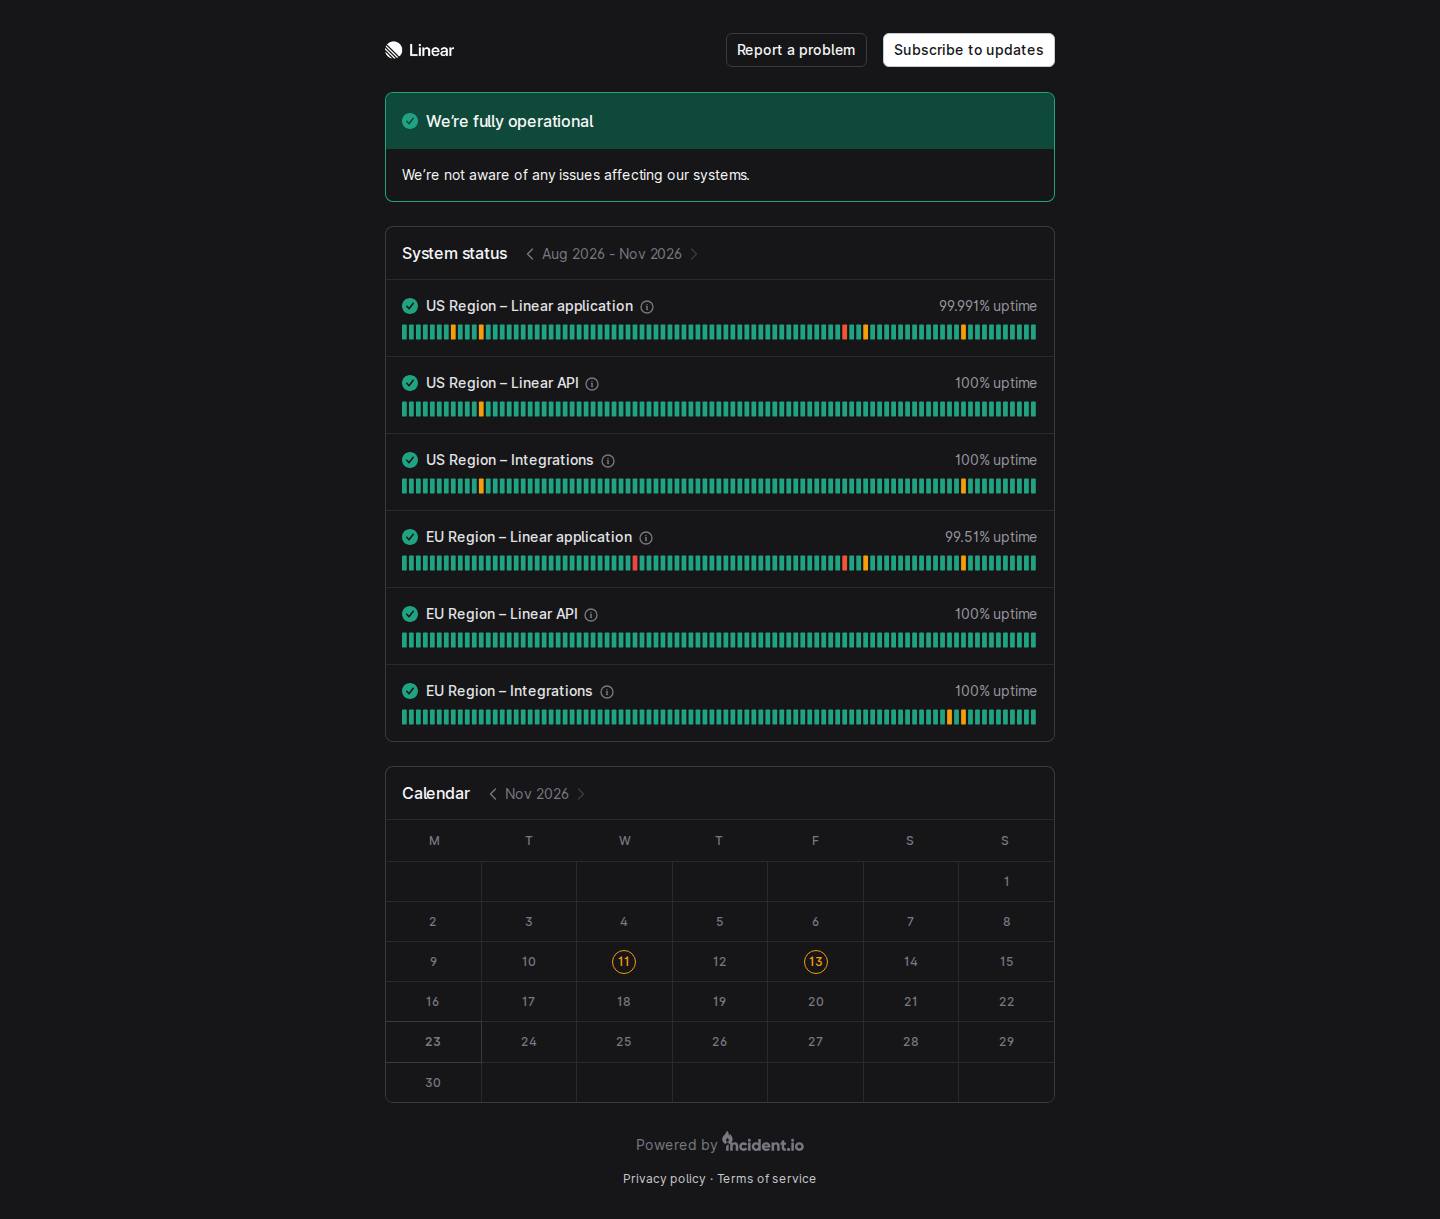 Linear
Report a problem
Subscribe to updates
We’re fully operational
We’re not aware of any issues affecting our systems.
System status
Aug 2026 - Nov 2026
US Region – Linear application
99.991% uptime
US Region – Linear API
100% uptime
US Region – Integrations
100% uptime
EU Region – Linear application
99.51% uptime
EU Region – Linear API
100% uptime
EU Region – Integrations
100% uptime
Calendar
Nov 2026
M T W T F S S
1
2 3 4 5 6 7 8
9 10 11 12 13 14 15
16 17 18 19 20 21 22
23 24 25 26 27 28 29
30
Powered by incident.io
Privacy policy · Terms of service